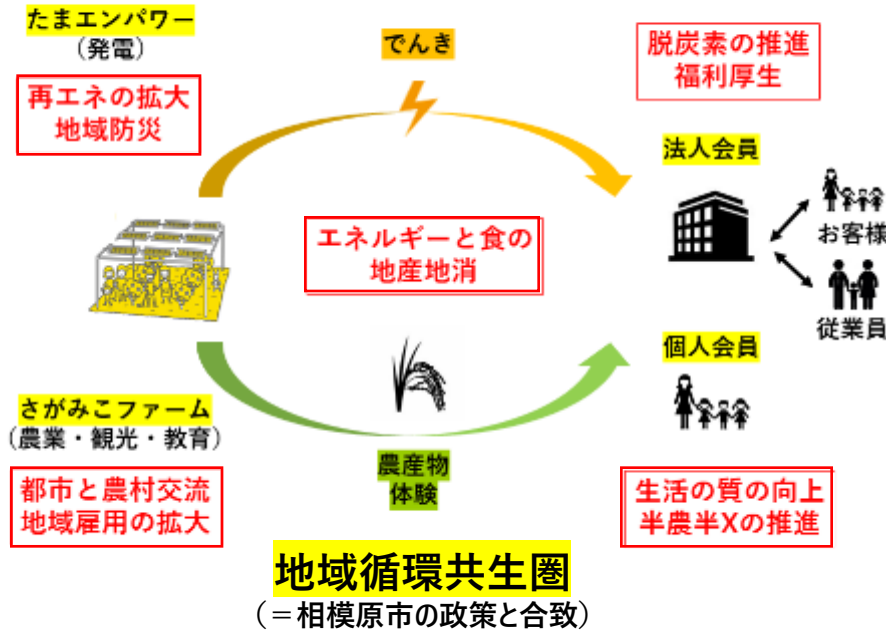 たまエンパワー
(発電)
再エネの拡大
地域防災
でんき
脱炭素の推進
福利厚生
法人会員
お客様
従業員
エネルギーと食の
地産地消
個人会員
さがみこファーム
(農業・観光・教育)
都市と農村交流
地域雇用の拡大
農産物
体験
生活の質の向上
半農半Xの推進
地域循環共生圏
(=相模原市の政策と合致)